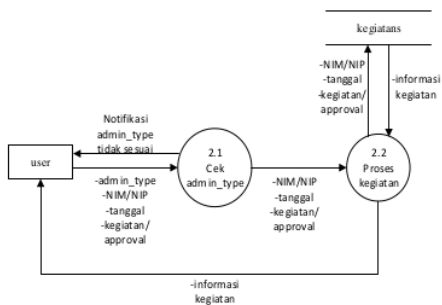 kegiatans
-NIM/NIP
-tanggal
-kegiatan/
approval
-informasi
kegiatan
Notifikasi
admin_type
tidak sesuai
user
2.1
Cek
admin_type
2.2
Proses
kegiatan
-admin_type
-NIM/NIP
-tanggal
-kegiatan/
approval
-NIM/NIP
-tanggal
-kegiatan/
approval
-informasi
kegiatan